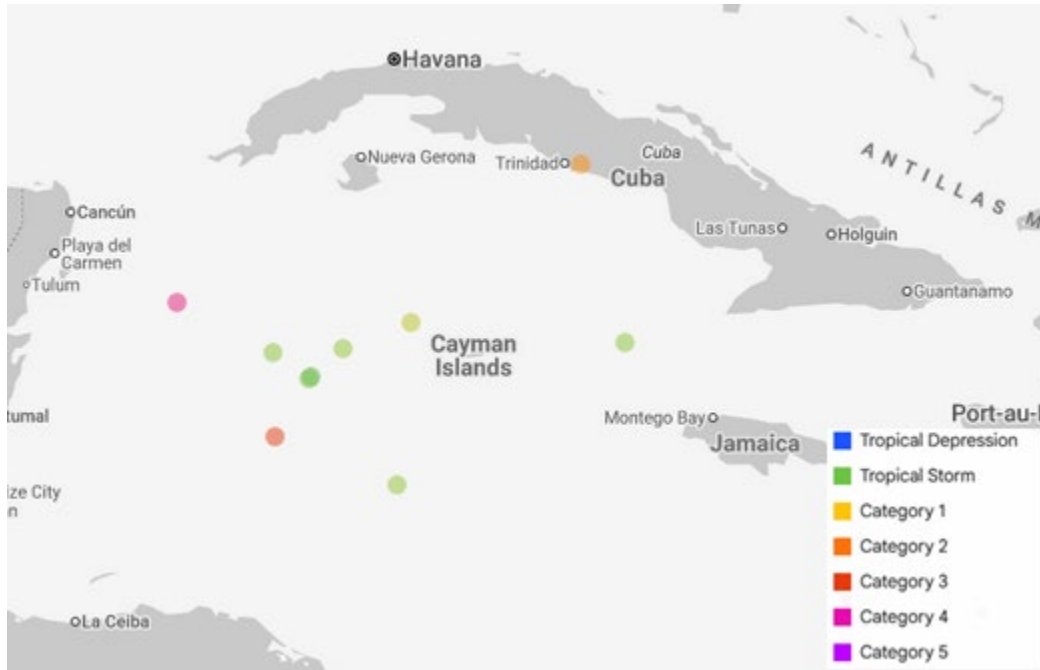 Havana
Nueva Gerona
Trinidad
Cuba
Cuba
ANTILLAS M
Cancún
Las Tunas
Holguin
Playa del
Carmen
Tulum
Guantanamo
Cayman
Islands
tumal
Montego Bay
Port-au-
Jamaica
Tropical Depression
Tropical Storm
ize City
n
Category 1
Category 2
Category 3
Category 4
La Ceiba
Category 5